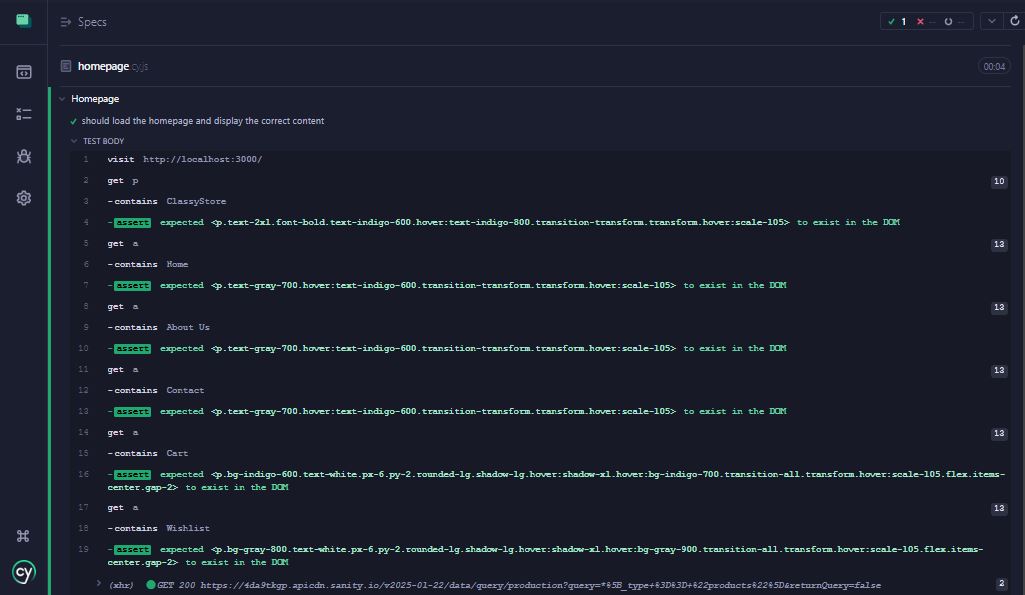 Specs
✓ 1 ✕ -- --
homepage.cy.js 00:04
Homepage
✓ should load the homepage and display the correct content
TEST BODY
1 visit http://localhost:3000/
2 get p 10
3 -contains ClassyStore
4 -assert expected <p.text-2xl.font-bold.text-indigo-600.hover:text-indigo-800.transition-transform.transform.hover:scale-105> to exist in the DOM
5 get a 13
6 -contains Home
7 -assert expected <p.text-gray-700.hover:text-indigo-600.transition-transform.transform.hover:scale-105> to exist in the DOM
8 get a 13
9 -contains About Us
10 -assert expected <p.text-gray-700.hover:text-indigo-600.transition-transform.transform.hover:scale-105> to exist in the DOM
11 get a 13
12 -contains Contact
13 -assert expected <p.text-gray-700.hover:text-indigo-600.transition-transform.transform.hover:scale-105> to exist in the DOM
14 get a 13
15 -contains Cart
16 -assert expected <p.bg-indigo-600.text-white.px-6.py-2.rounded-lg.shadow-lg.hover:shadow-xl.hover:bg-indigo-700.transition-all.transform.hover:scale-105.flex.items-
center.gap-2> to exist in the DOM
17 get a 13
18 -contains Wishlist
19 -assert expected <p.bg-gray-800.text-white.px-6.py-2.rounded-lg.shadow-lg.hover:shadow-xl.hover:bg-gray-900.transition-all.transform.hover:scale-105.flex.items-
center.gap-2> to exist in the DOM
(xhr) GET 200 https://4da9tkgp.apicdn.sanity.io/v2025-01-22/data/query/production?query=*%5B_type+%3D%3D+%22products%22%5D&returnQuery=false 2
cy